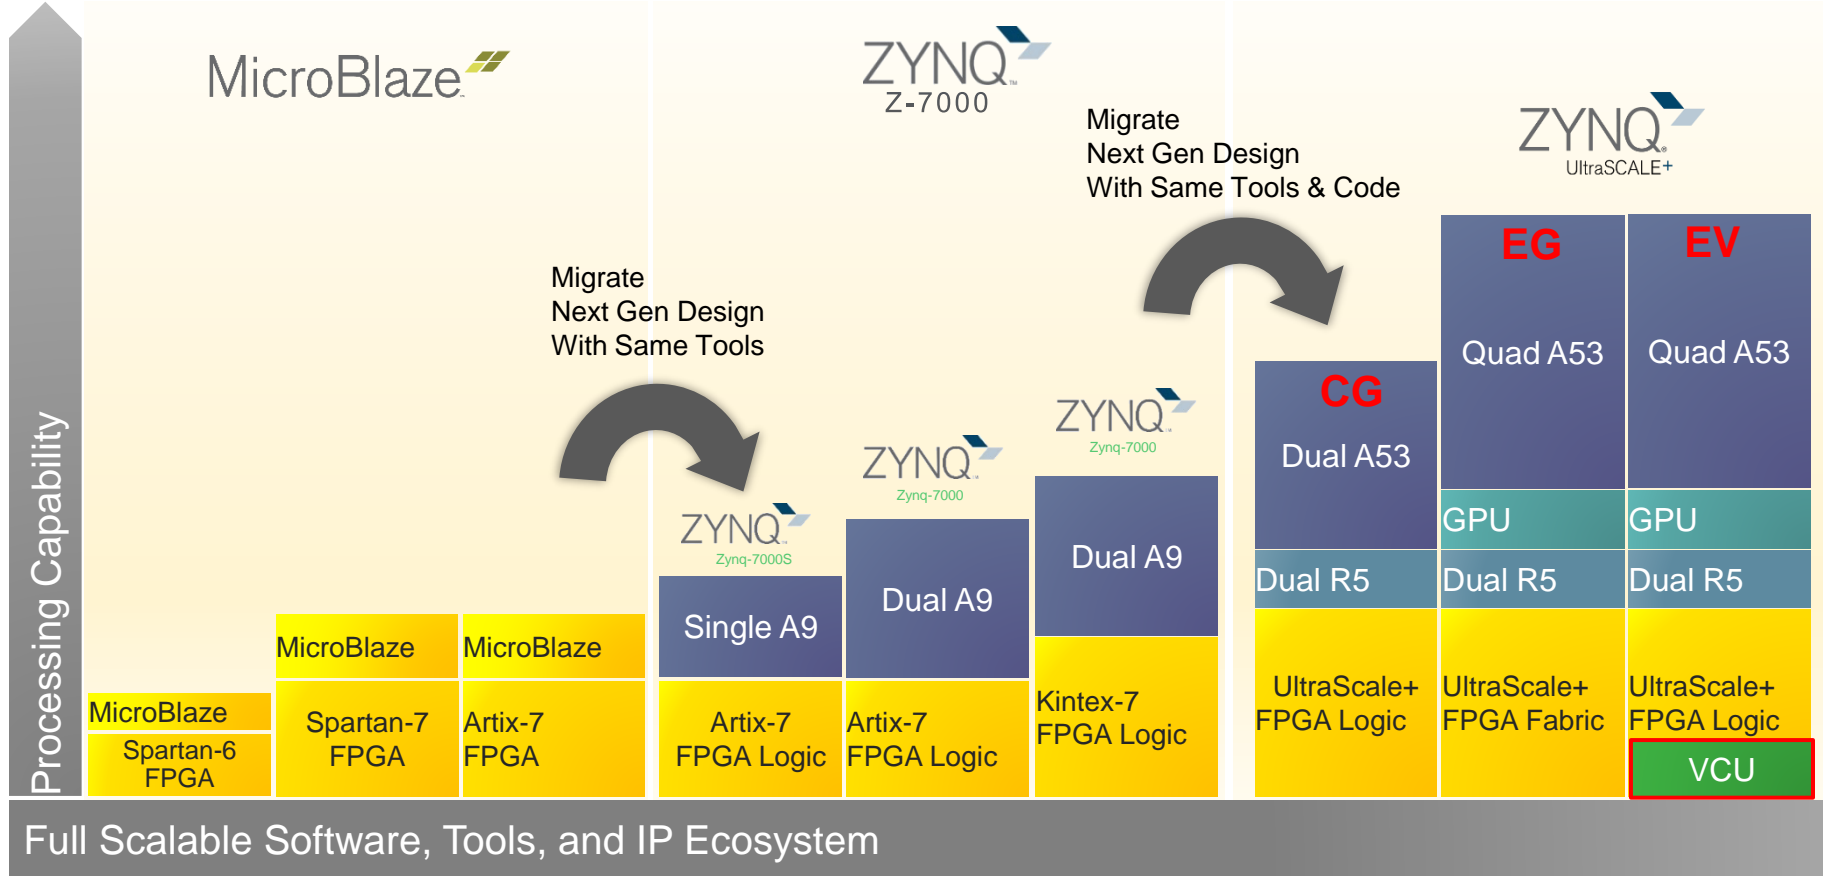 MicroBlaze
ZYNQ
Z-7000
Migrate
Next Gen Design
With Same Tools & Code
ZYNQ
UltraSCALE+
Migrate
Next Gen Design
With Same Tools
Processing Capability
MicroBlaze
Spartan-6
FPGA
MicroBlaze
Spartan-7
FPGA
MicroBlaze
Artix-7
FPGA
ZYNQ
Zynq-7000S
Single A9
Artix-7
FPGA Logic
ZYNQ
Zynq-7000
Dual A9
Artix-7
FPGA Logic
ZYNQ
Zynq-7000
Dual A9
Kintex-7
FPGA Logic
CG
Dual A53
Dual R5
UltraScale+
FPGA Logic
EG
Quad A53
GPU
Dual R5
UltraScale+
FPGA Fabric
EV
Quad A53
GPU
Dual R5
UltraScale+
FPGA Logic
VCU
Full Scalable Software, Tools, and IP Ecosystem